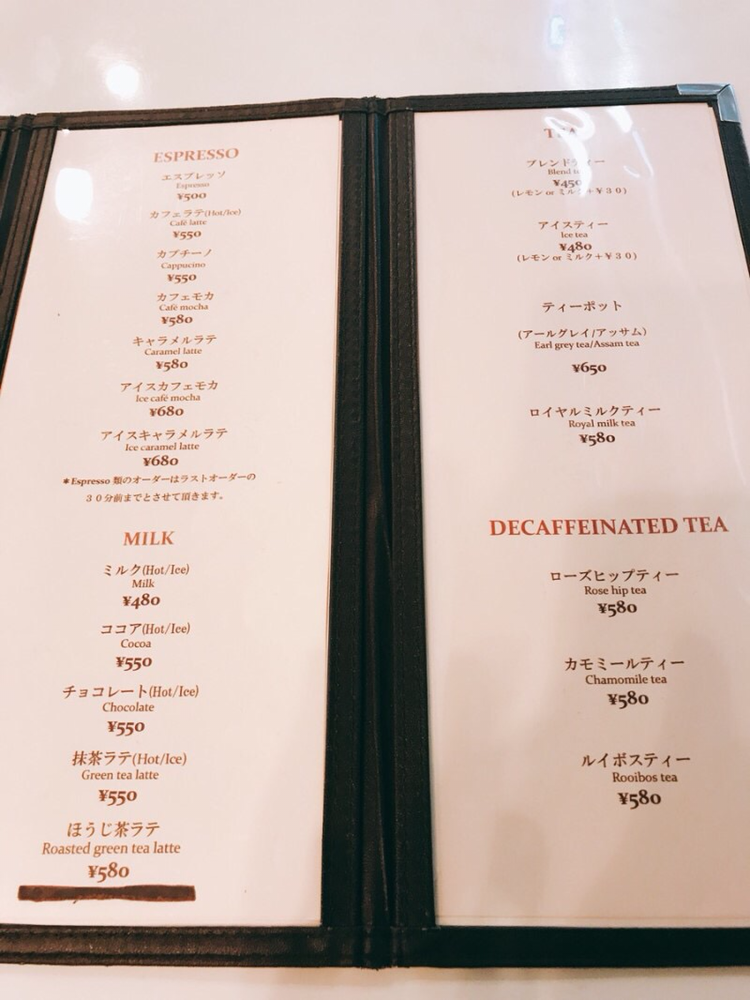 ESPRESSO
エスプレッソ
Espresso
¥500
カフェラテ(Hot/Ice)
Café latte
¥550
カプチーノ
Cappucino
¥550
カフェモカ
Café mocha
¥580
キャラメルラテ
Caramel latte
¥580
アイスカフェモカ
Ice café mocha
¥680
アイスキャラメルラテ
Ice caramel latte
¥680
*Espresso 類のオーダーはラストオーダーの
30分前までとさせて頂きます。
MILK
ミルク(Hot/Ice)
Milk
¥480
ココア(Hot/Ice)
Cocoa
¥550
チョコレート(Hot/Ice)
Chocolate
¥550
抹茶ラテ(Hot/Ice)
Green tea latte
¥550
ほうじ茶ラテ
Roasted green tea latte
¥580
TEA
ブレンドティー
Blend tea
¥450
(レモン or ミルク+¥30)
アイスティー
Ice tea
¥480
(レモン or ミルク+¥30)
ティーポット
(アールグレイ/アッサム)
Earl grey tea/Assam tea
¥650
ロイヤルミルクティー
Royal milk tea
¥580
DECAFFEINATED TEA
ローズヒップティー
Rose hip tea
¥580
カモミールティー
Chamomile tea
¥580
ルイボスティー
Rooibos tea
¥580